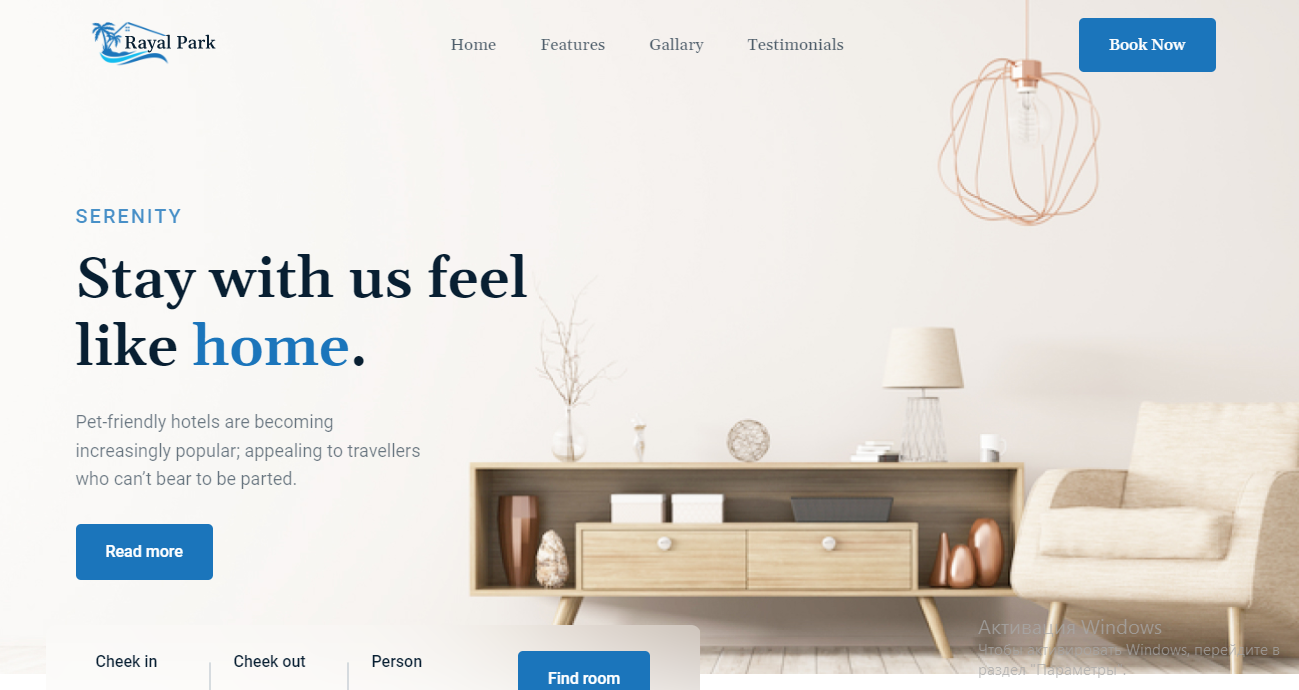 Rayal Park
Home
Features
Gallary
Testimonials
Book Now
SERENITY
Stay with us feel
like home.
Pet-friendly hotels are becoming
increasingly popular; appealing to travellers
who can’t bear to be parted.
Read more
Cheek in
Cheek out
Person
Find room
Активация Windows
Чтобы активировать Windows, перейдите в
раздел "Параметры".